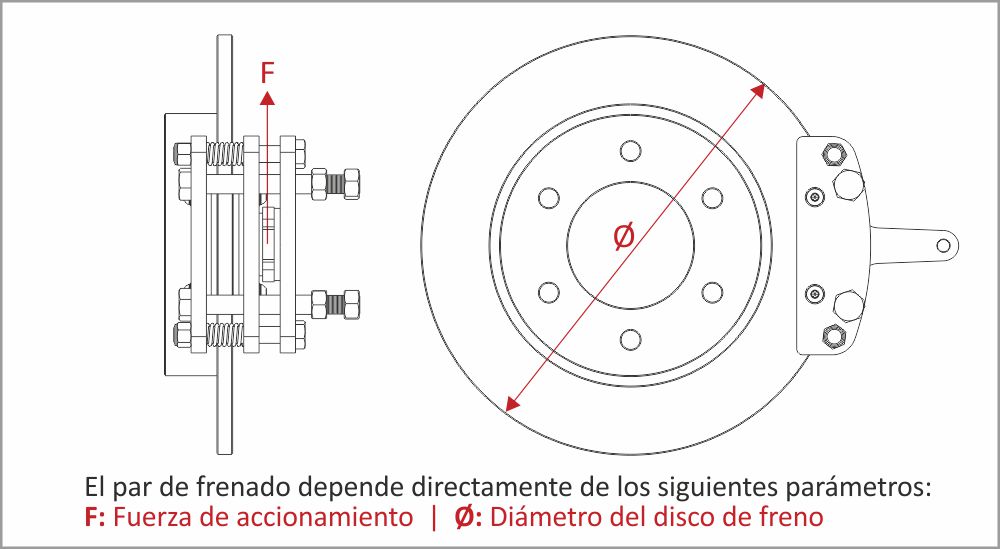 F
Ø
El par de frenado depende directamente de los siguientes parámetros:
F: Fuerza de accionamiento | Ø: Diámetro del disco de freno